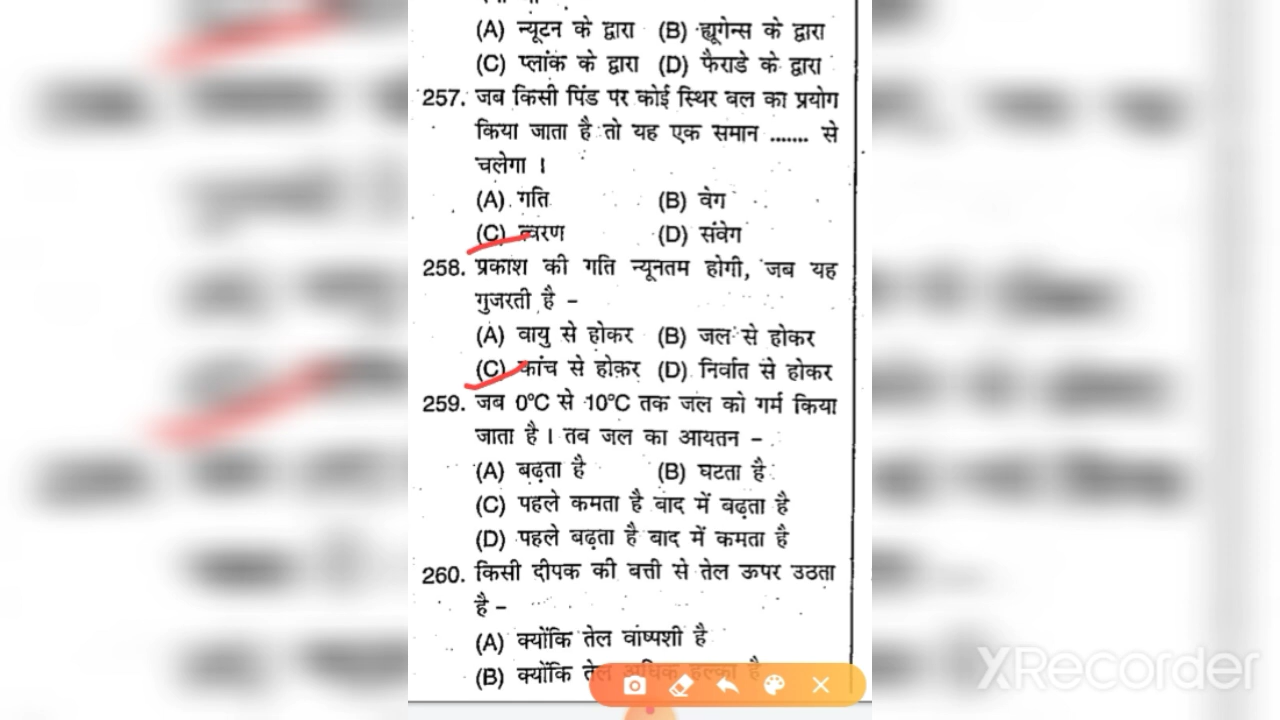 (A) न्यूटन के द्वारा (B) ह्यूगेन्स के द्वारा
(C) प्लांक के द्वारा (D) फैराडे के द्वारा
257. जब किसी पिंड पर कोई स्थिर बल का प्रयोग
किया जाता है तो यह एक समान ....... से
चलेगा ।
(A) गति (B) वेग
(C) त्वरण (D) संवेग
258. प्रकाश की गति न्यूनतम होगी, जब यह
गुजरती है –
(A) वायु से होकर (B) जल से होकर
(C) कांच से होकर (D) निर्वात से होकर
259. जब 0°C से 10°C तक जल को गर्म किया
जाता है । तब जल का आयतन –
(A) बढ़ता है (B) घटता है
(C) पहले कमता है बाद में बढ़ता है
(D) पहले बढ़ता है बाद में कमता है
260. किसी दीपक की बत्ती से तेल ऊपर उठता
है –
(A) क्योंकि तेल वाष्पशी है
(B) क्योंकि तेल अधिक हल्का है
XRecorder